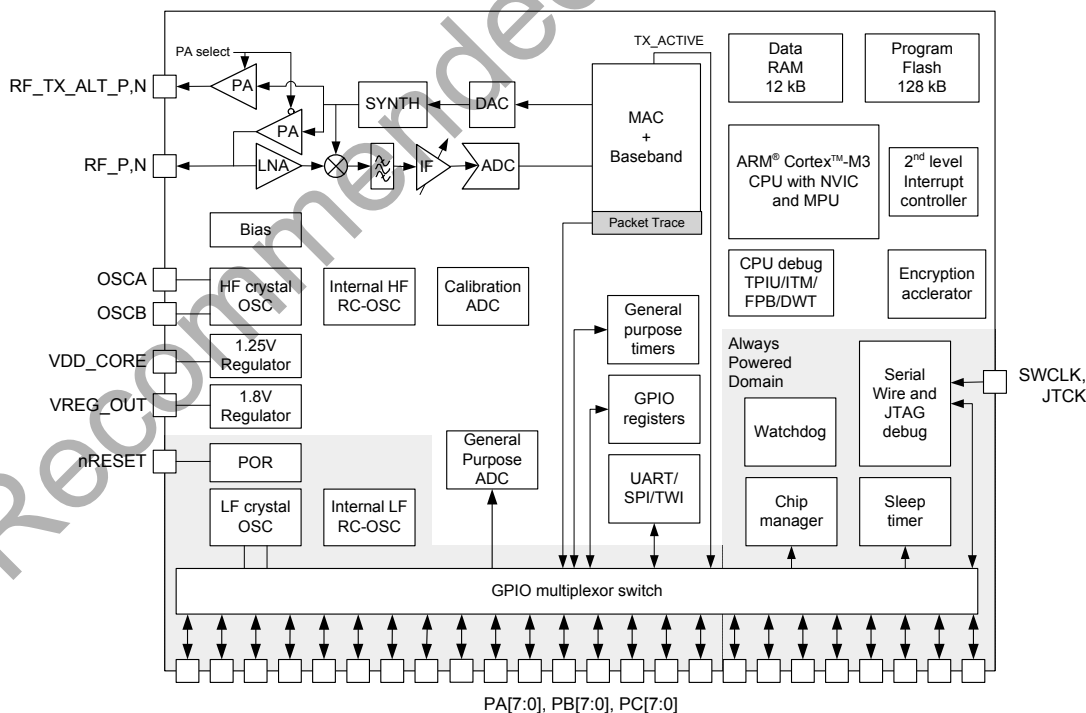 TX_ACTIVE
PA select
RF_TX_ALT_P,N
PA
SYNTH
DAC
MAC
+
Baseband
Packet Trace
Data
RAM
12 kB
Program
Flash
128 kB
PA
RF_P,N
LNA
IF
ADC
ARM® Cortex™-M3
CPU with NVIC
and MPU
2nd level
Interrupt
controller
Bias
OSCA
OSCB
HF crystal
OSC
Internal HF
RC-OSC
Calibration
ADC
CPU debug
TPIU/ITM/
FPB/DWT
Encryption
acclerator
General
purpose
timers
Always
Powered
Domain
VDD_CORE
1.25V
Regulator
Serial
Wire and
JTAG
debug
SWCLK,
JTCK
VREG_OUT
1.8V
Regulator
GPIO
registers
Watchdog
nRESET
POR
General
Purpose
ADC
UART/
SPI/TWI
LF crystal
OSC
Internal LF
RC-OSC
Chip
manager
Sleep
timer
GPIO multiplexor switch
PA[7:0], PB[7:0], PC[7:0]
Recommended